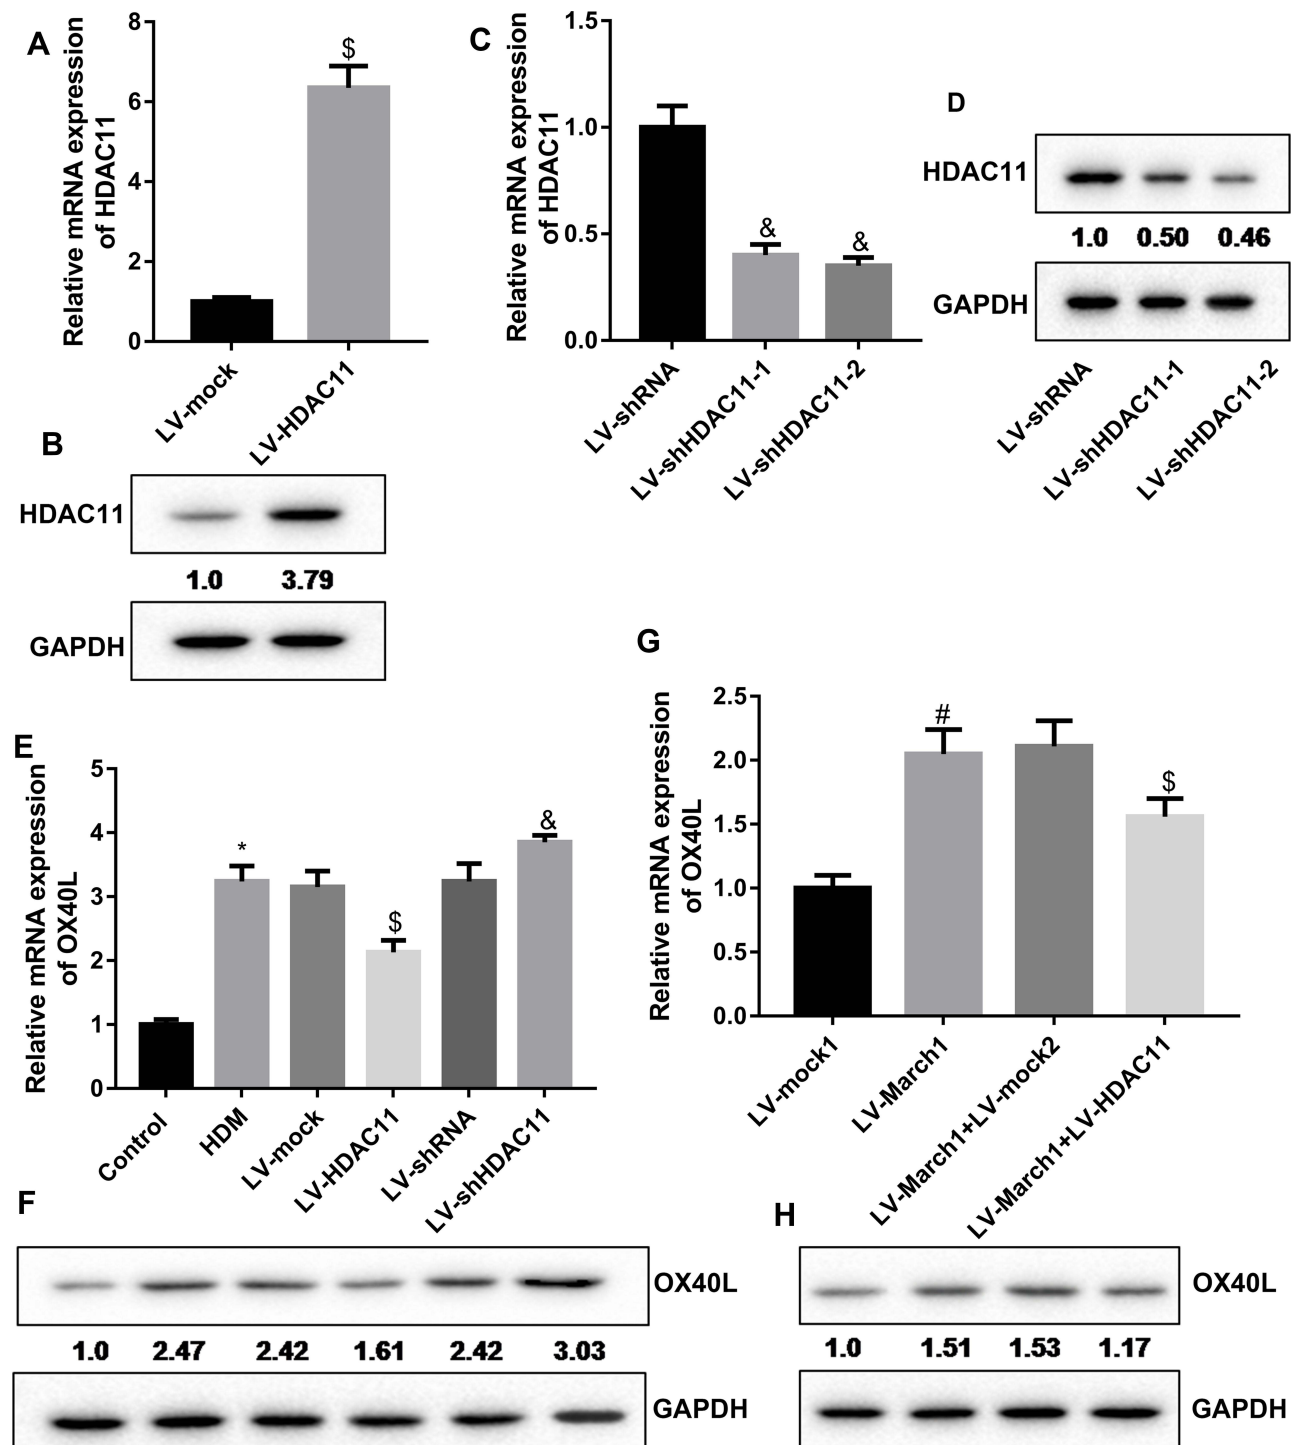 A
Relative mRNA expression
of HDAC11
8
6
4
2
0
$
LV-mock
LV-HDAC11
B
HDAC11
1.0 3.79
GAPDH
C
Relative mRNA expression
of HDAC11
1.5
1.0
0.5
0.0
& &
LV-shRNA
LV-shHDAC11-1
LV-shHDAC11-2
D
HDAC11
1.0 0.50 0.46
GAPDH
LV-shRNA
LV-shHDAC11-1
LV-shHDAC11-2
E
Relative mRNA expression
of OX40L
5
4
3
2
1
0
* $ &
Control
HDM
LV-mock
LV-HDAC11
LV-shRNA
LV-shHDAC11
F
OX40L
1.0 2.47 2.42 1.61 2.42 3.03
GAPDH
G
Relative mRNA expression
of OX40L
2.5
2.0
1.5
1.0
0.5
0.0
# $
LV-mock1
LV-March1
LV-March1+LV-mock2
LV-March1+LV-HDAC11
H
OX40L
1.0 1.51 1.53 1.17
GAPDH